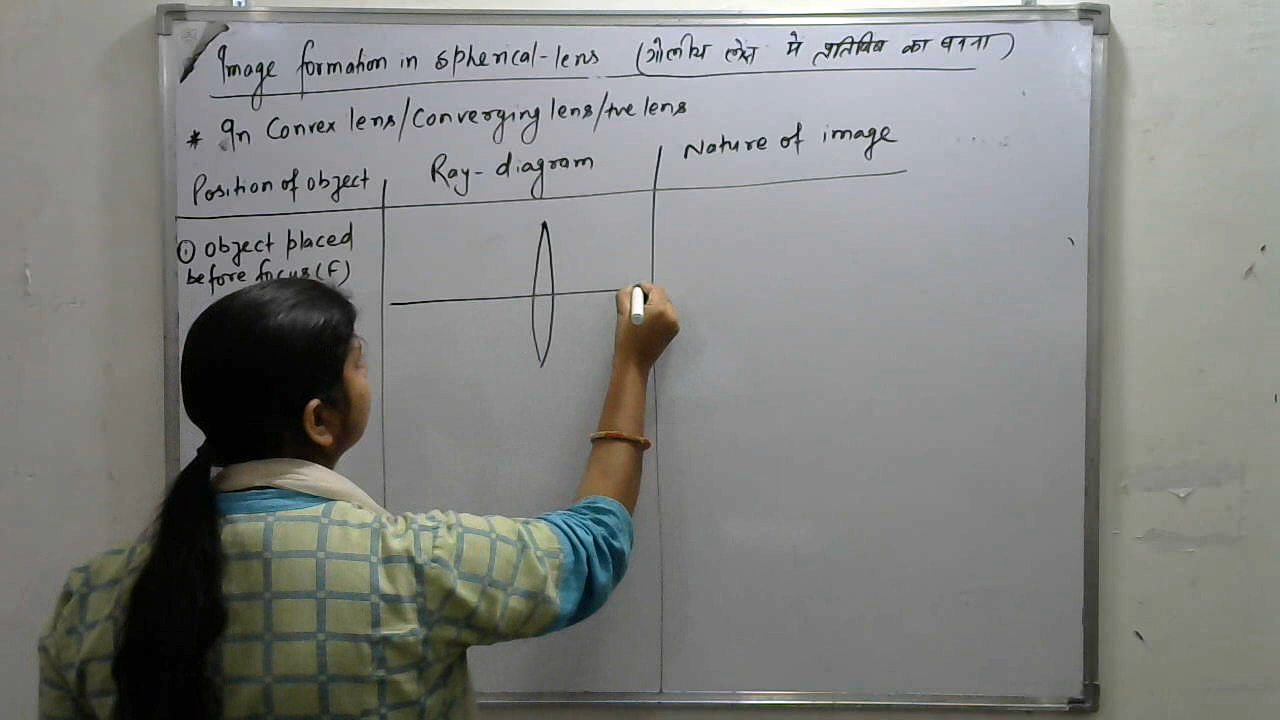 Image formation in spherical-lens (गोलीय लेंस मे प्रतिबिंब का बनना)
* In Convex lens/Converging lens/+ve lens
Position of object
Ray-diagram
Nature of image
① Object placed
before focus (F)